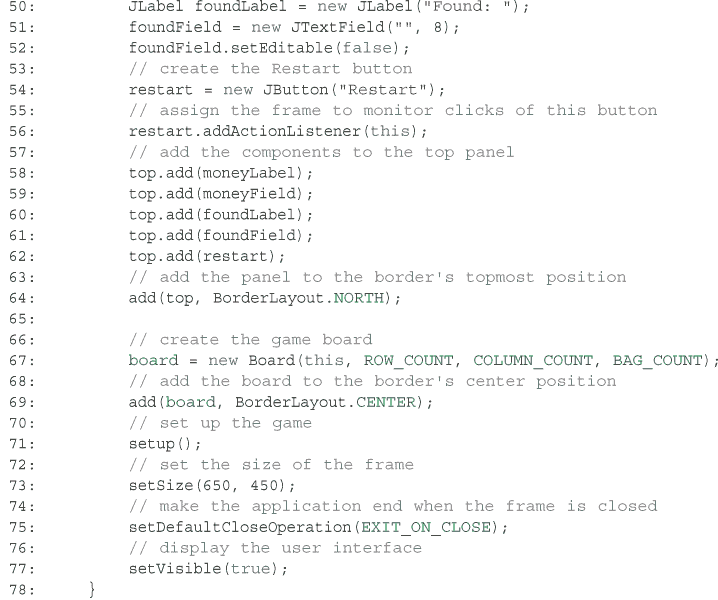 50:          JLabel foundLabel = new JLabel("Found: ");
51:          foundField = new JTextField("", 8);
52:          foundField.setEditable(false);
53:          // create the Restart button
54:          restart = new JButton("Restart");
55:          // assign the frame to monitor clicks of this button
56:          restart.addActionListener(this);
57:          // add the components to the top panel
58:          top.add(moneyLabel);
59:          top.add(moneyField);
60:          top.add(foundLabel);
61:          top.add(foundField);
62:          top.add(restart);
63:          // add the panel to the border's topmost position
64:          add(top, BorderLayout.NORTH);
65:
66:          // create the game board
67:          board = new Board(this, ROW_COUNT, COLUMN_COUNT, BAG_COUNT);
68:          // add the board to the border's center position
69:          add(board, BorderLayout.CENTER);
70:          // set up the game
71:          setup();
72:          // set the size of the frame
73:          setSize(650, 450);
74:          // make the application end when the frame is closed
75:          setDefaultCloseOperation(EXIT_ON_CLOSE);
76:          // display the user interface
77:          setVisible(true);
78:      }